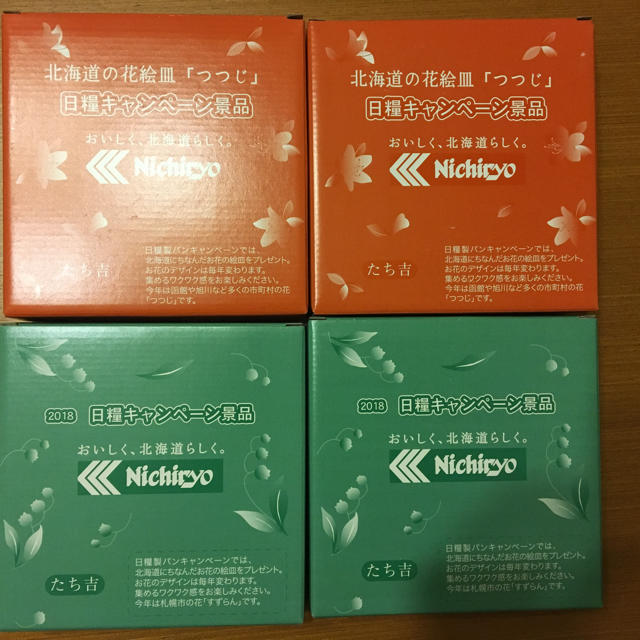 北海道の花絵皿「つつじ」
日糧キャンペーン景品
おいしく、北海道らしく。
Nichiryo
日糧製パンキャンペーンでは、
北海道にちなんだお花の絵皿をプレゼント。
お花のデザインは毎年変わります。
集めるワクワク感をお楽しみください。
今年は函館や旭川など多くの市町村の花
「つつじ」です。
たち吉
北海道の花絵皿「つつじ」
日糧キャンペーン景品
おいしく、北海道らしく。
Nichiryo
日糧製パンキャンペーンでは、
北海道にちなんだお花の絵皿をプレゼント。
お花のデザインは毎年変わります。
集めるワクワク感をお楽しみください。
今年は函館や旭川など多くの市町村の花
「つつじ」です。
たち吉
2018 日糧キャンペーン景品
おいしく、北海道らしく。
Nichiryo
日糧製パンキャンペーンでは、
北海道にちなんだお花の絵皿をプレゼント。
お花のデザインは毎年変わります。
集めるワクワク感をお楽しみください。
今年は札幌市の花「すずらん」です。
たち吉
2018 日糧キャンペーン景品
おいしく、北海道らしく。
Nichiryo
日糧製パンキャンペーンでは、
北海道にちなんだお花の絵皿をプレゼント。
お花のデザインは毎年変わります。
集めるワクワク感をお楽しみください。
今年は札幌市の花「すずらん」です。
たち吉